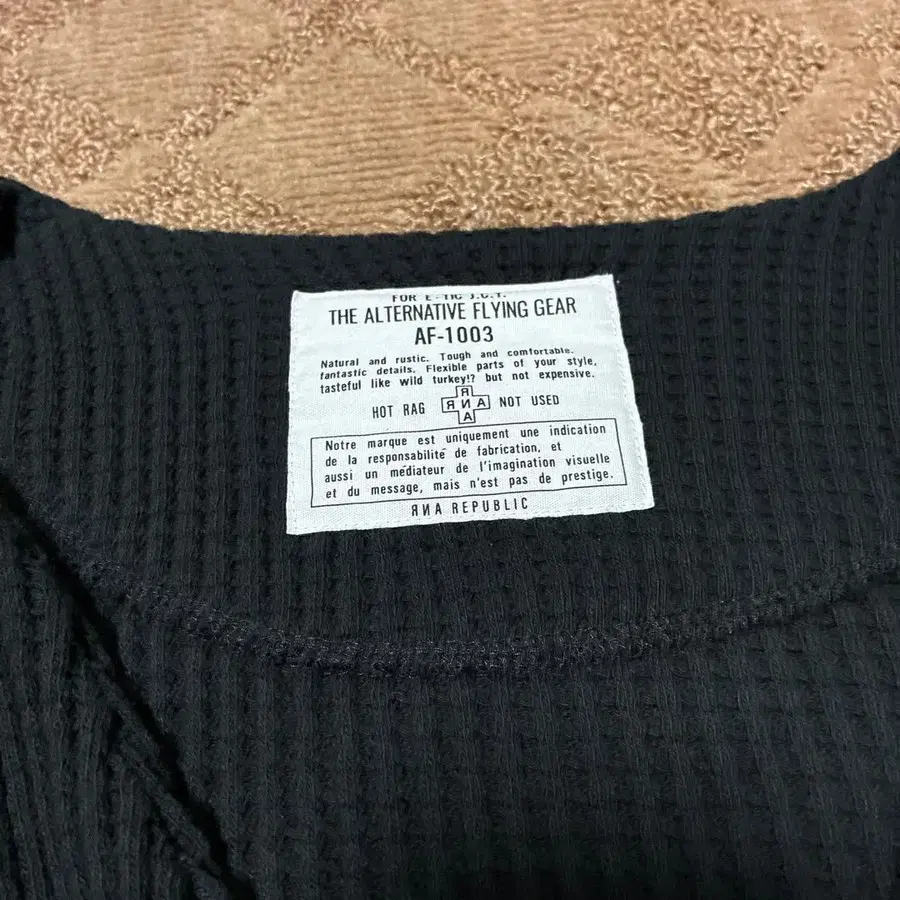 THE ALTERNATIVE FLYING GEAR
AF-1003
Natural and rustic. Tough and comfortable.
fantastic details. Flexible parts of your style,
tasteful like wild turkey!? but not expensive.
Я
HOT RAG ЯNA NOT USED
A
Notre marque est uniquement une indication
de la responsabilité de fabrication, et
aussi un médiateur de l'imagination visuelle
et du message, mais n'est pas de prestige.
ЯИA REPUBLIC